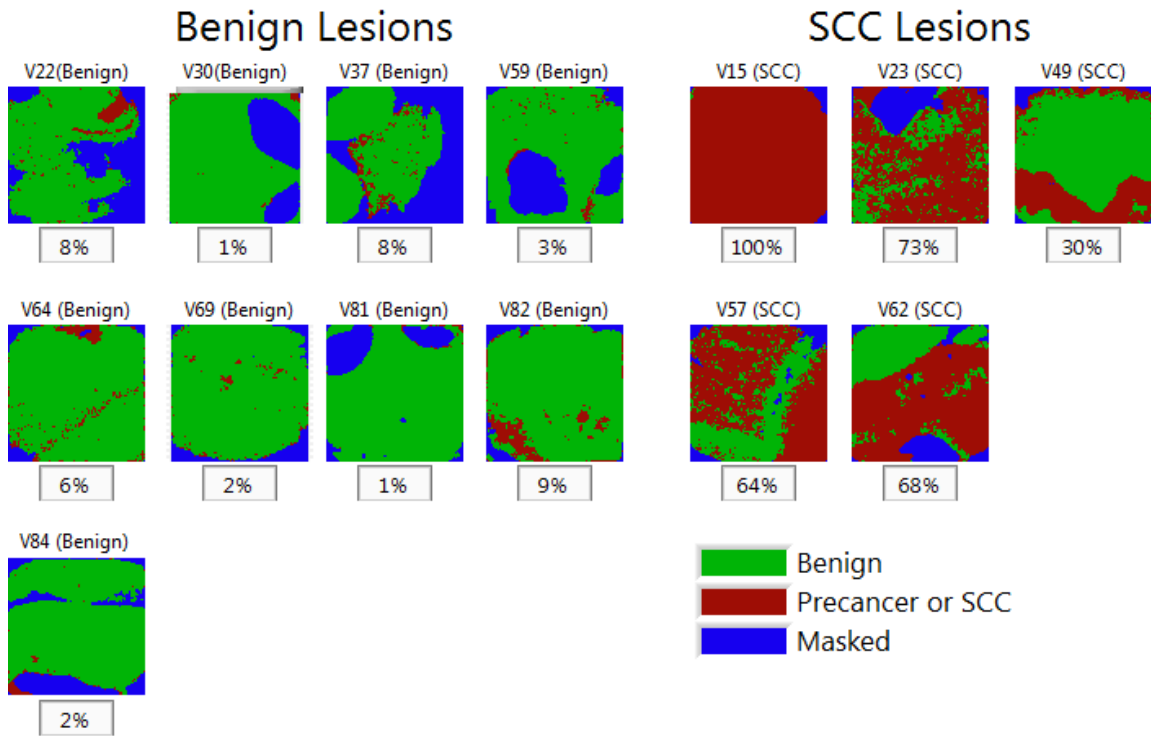 Benign Lesions
SCC Lesions
V22(Benign)
V30(Benign)
V37 (Benign)
V59 (Benign)
V15 (SCC)
V23 (SCC)
V49 (SCC)
8%
1%
8%
3%
100%
73%
30%
V64 (Benign)
V69 (Benign)
V81 (Benign)
V82 (Benign)
V57 (SCC)
V62 (SCC)
6%
2%
1%
9%
64%
68%
V84 (Benign)
2%
Benign
Precancer or SCC
Masked